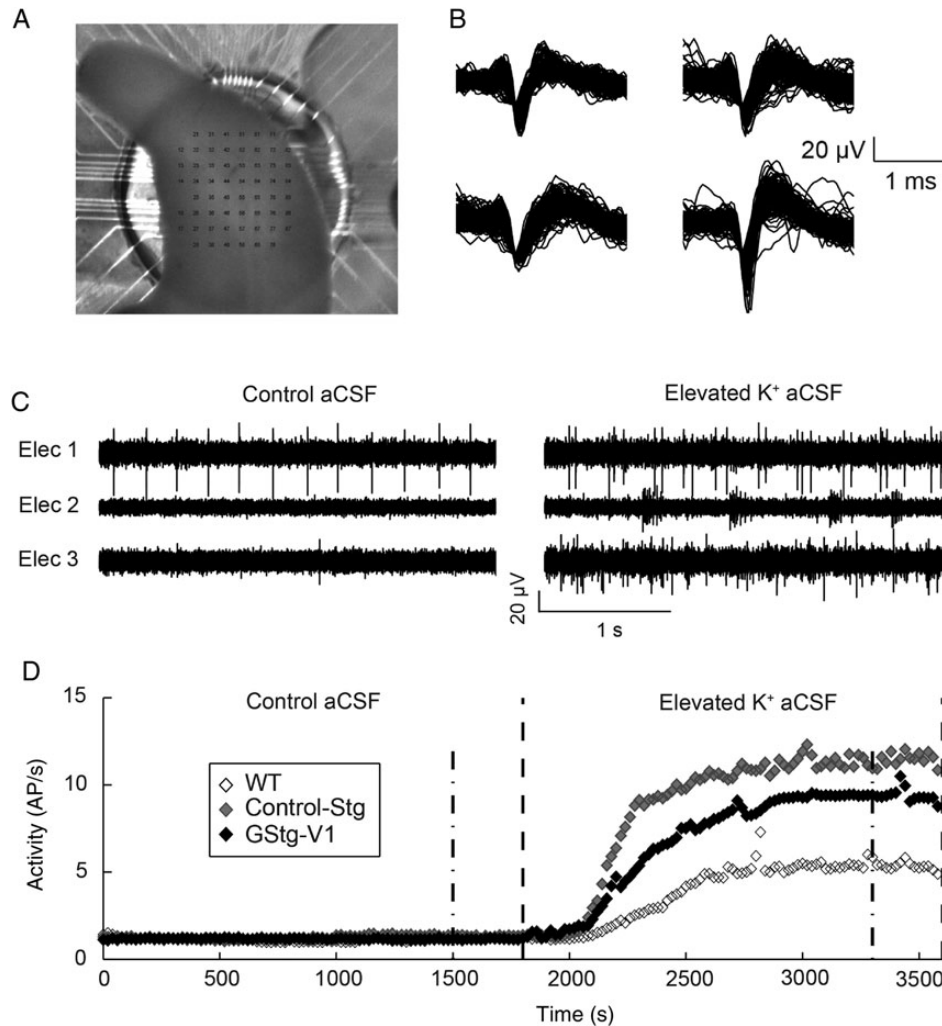 A
B
20 µV
1 ms
C
Control aCSF
Elevated K⁺ aCSF
Elec 1
Elec 2
Elec 3
20 µV
1 s
D
15
10
5
0
Activity (AP/s)
Control aCSF
Elevated K⁺ aCSF
WT
Control-Stg
GStg-V1
0 500 1000 1500 2000 2500 3000 3500
Time (s)